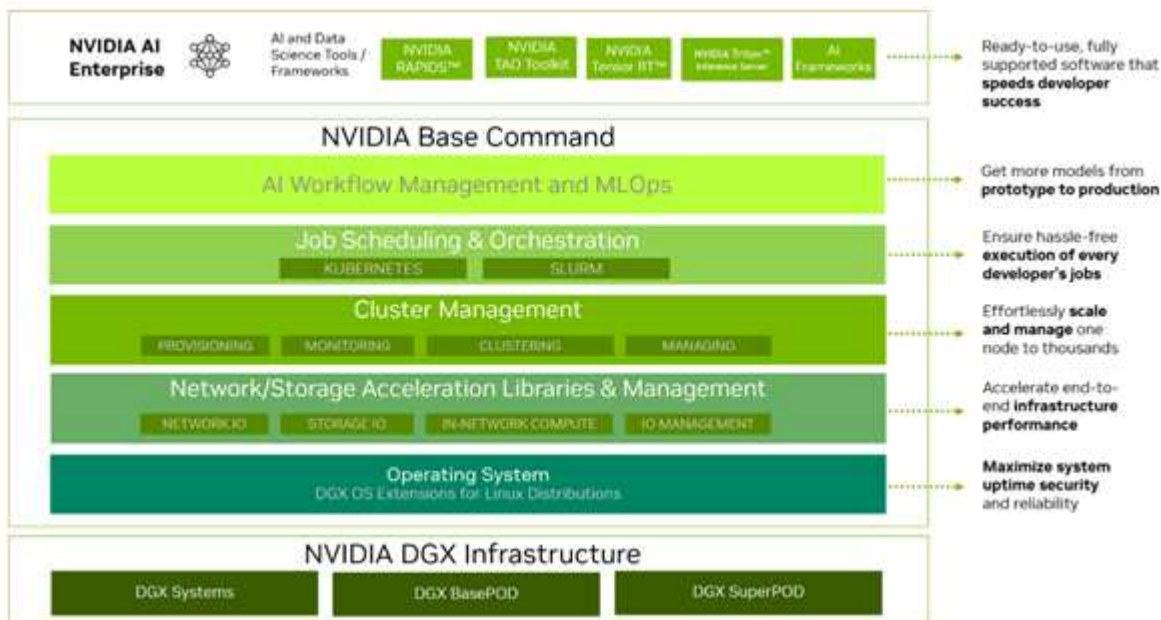 NVIDIA AI
Enterprise
AI and Data
Science Tools /
Frameworks
NVIDIA
RAPIDS™
NVIDIA
TAO Toolkit
NVIDIA
Tensor RT™
NVIDIA Triton™
Inference Server
AI
Frameworks
Ready-to-use, fully
supported software that
speeds developer
success
NVIDIA Base Command
AI Workflow Management and MLOps
Get more models from
prototype to production
Job Scheduling & Orchestration
KUBERNETES
SLURM
Ensure hassle-free
execution of every
developer's jobs
Cluster Management
PROVISIONING
MONITORING
CLUSTERING
MANAGING
Effortlessly scale
and manage one
node to thousands
Network/Storage Acceleration Libraries & Management
NETWORK IO
STORAGE IO
IN-NETWORK COMPUTE
IO MANAGEMENT
Accelerate end-to-
end infrastructure
performance
Operating System
DGX OS Extensions for Linux Distributions
Maximize system
uptime security
and reliability
NVIDIA DGX Infrastructure
DGX Systems
DGX BasePOD
DGX SuperPOD